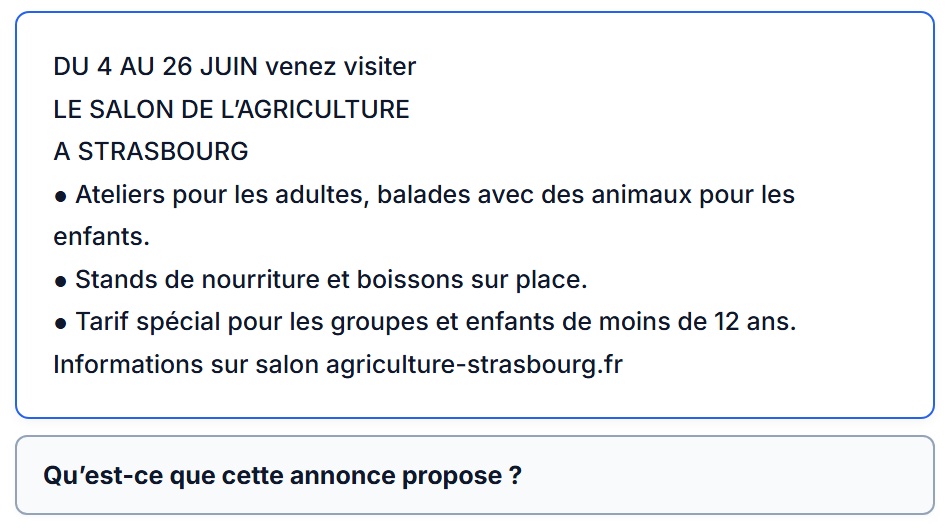 DU 4 AU 26 JUIN venez visiter
LE SALON DE L’AGRICULTURE
A STRASBOURG
● Ateliers pour les adultes, balades avec des animaux pour les
enfants.
● Stands de nourriture et boissons sur place.
● Tarif spécial pour les groupes et enfants de moins de 12 ans.
Informations sur salon agriculture-strasbourg.fr
Qu’est-ce que cette annonce propose ?